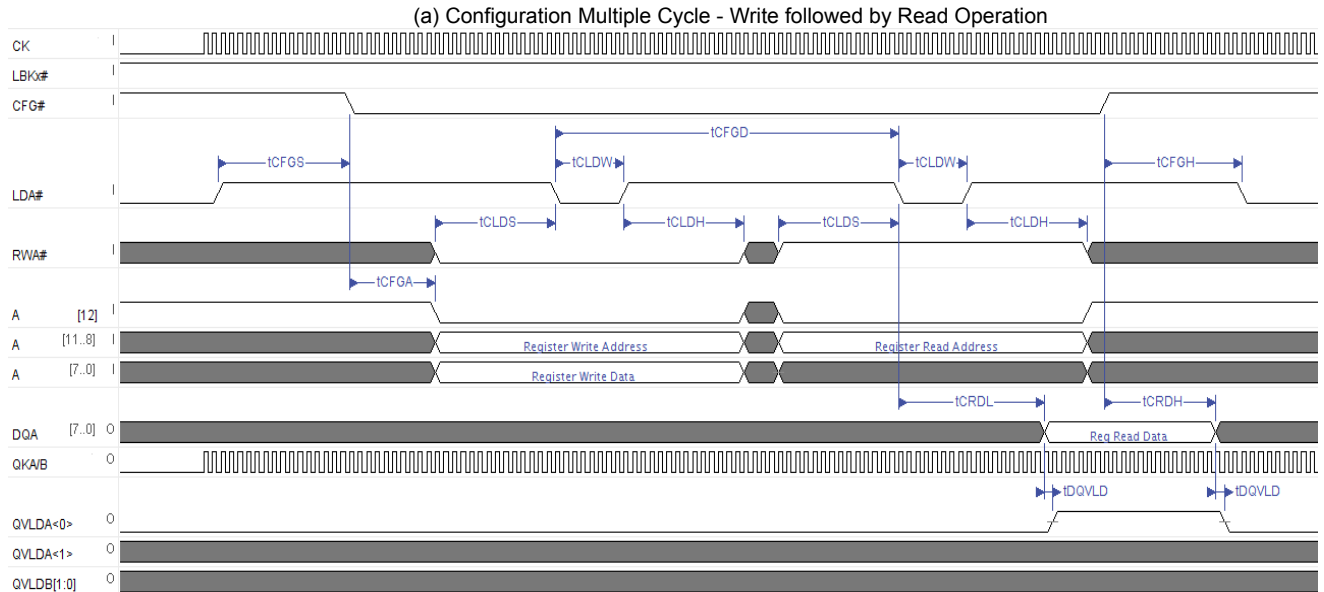 (a) Configuration Multiple Cycle - Write followed by Read Operation
CK I
LBKx# I
CFG# I
tCFGD
tCFGS tCLDW tCLDW tCFGH
LDA# I
tCLDS tCLDH tCLDS tCLDH
RWA# I
tCFGA
A [12] I
A [11..8] I Register Write Address Register Read Address
A [7..0] I Register Write Data
tCRDL tCRDH
DQA [7..0] O Reg Read Data
QKA/B O
tDQVLD tDQVLD
QVLDA<0> O
QVLDA<1> O
QVLDB[1:0] O